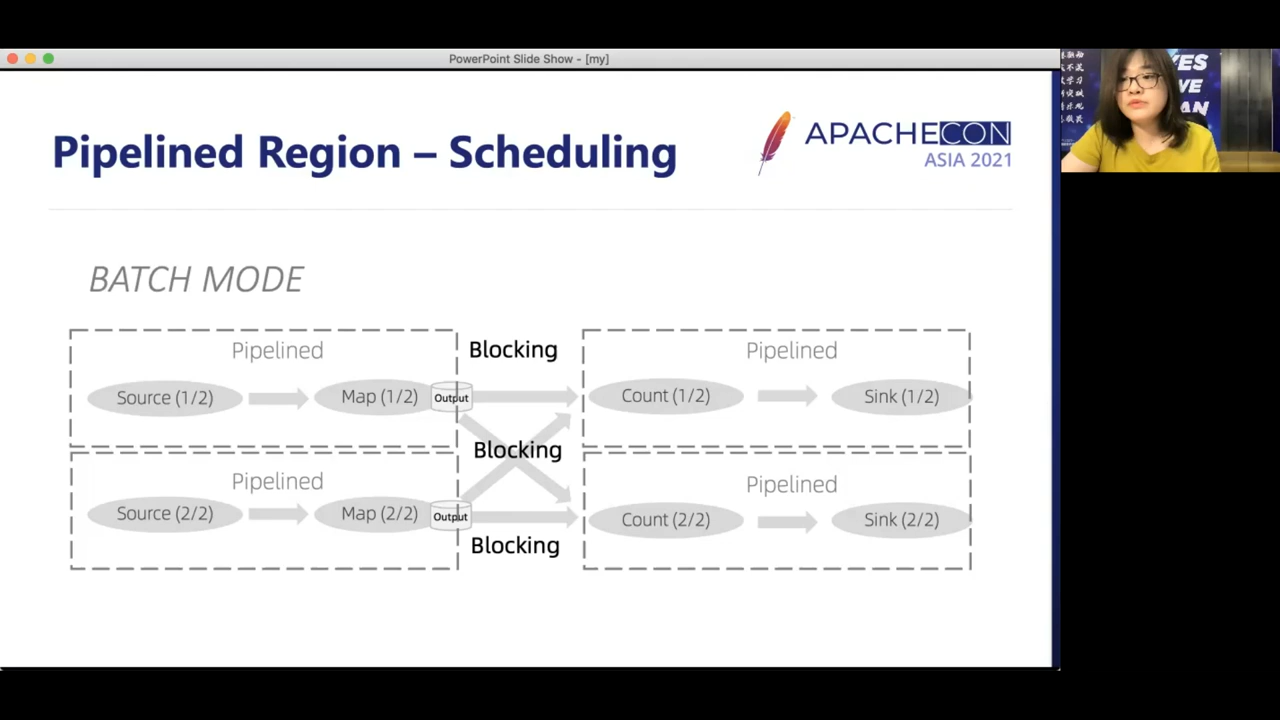 PowerPoint Slide Show - [my]
Pipelined Region – Scheduling
APACHECON
ASIA 2021
BATCH MODE
Pipelined
Blocking
Pipelined
Source (1/2)
Map (1/2)
Output
Count (1/2)
Sink (1/2)
Blocking
Pipelined
Pipelined
Source (2/2)
Map (2/2)
Output
Count (2/2)
Sink (2/2)
Blocking
YES
WE